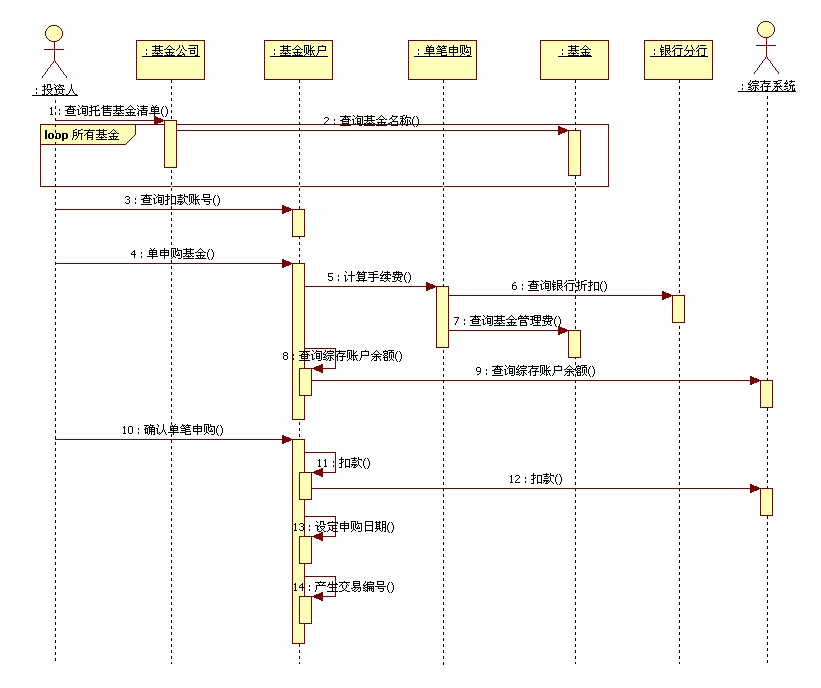 : 投资人
: 基金公司
: 基金账户
: 单笔申购
: 基金
: 银行分行
: 综存系统
1 : 查询托售基金清单()
loop 所有基金
2 : 查询基金名称()
3 : 查询扣款账号()
4 : 单申购基金()
5 : 计算手续费()
6 : 查询银行折扣()
7 : 查询基金管理费()
8 : 查询综存账户余额()
9 : 查询综存账户余额()
10 : 确认单笔申购()
11 : 扣款()
12 : 扣款()
13 : 设定申购日期()
14 : 产生交易编号()